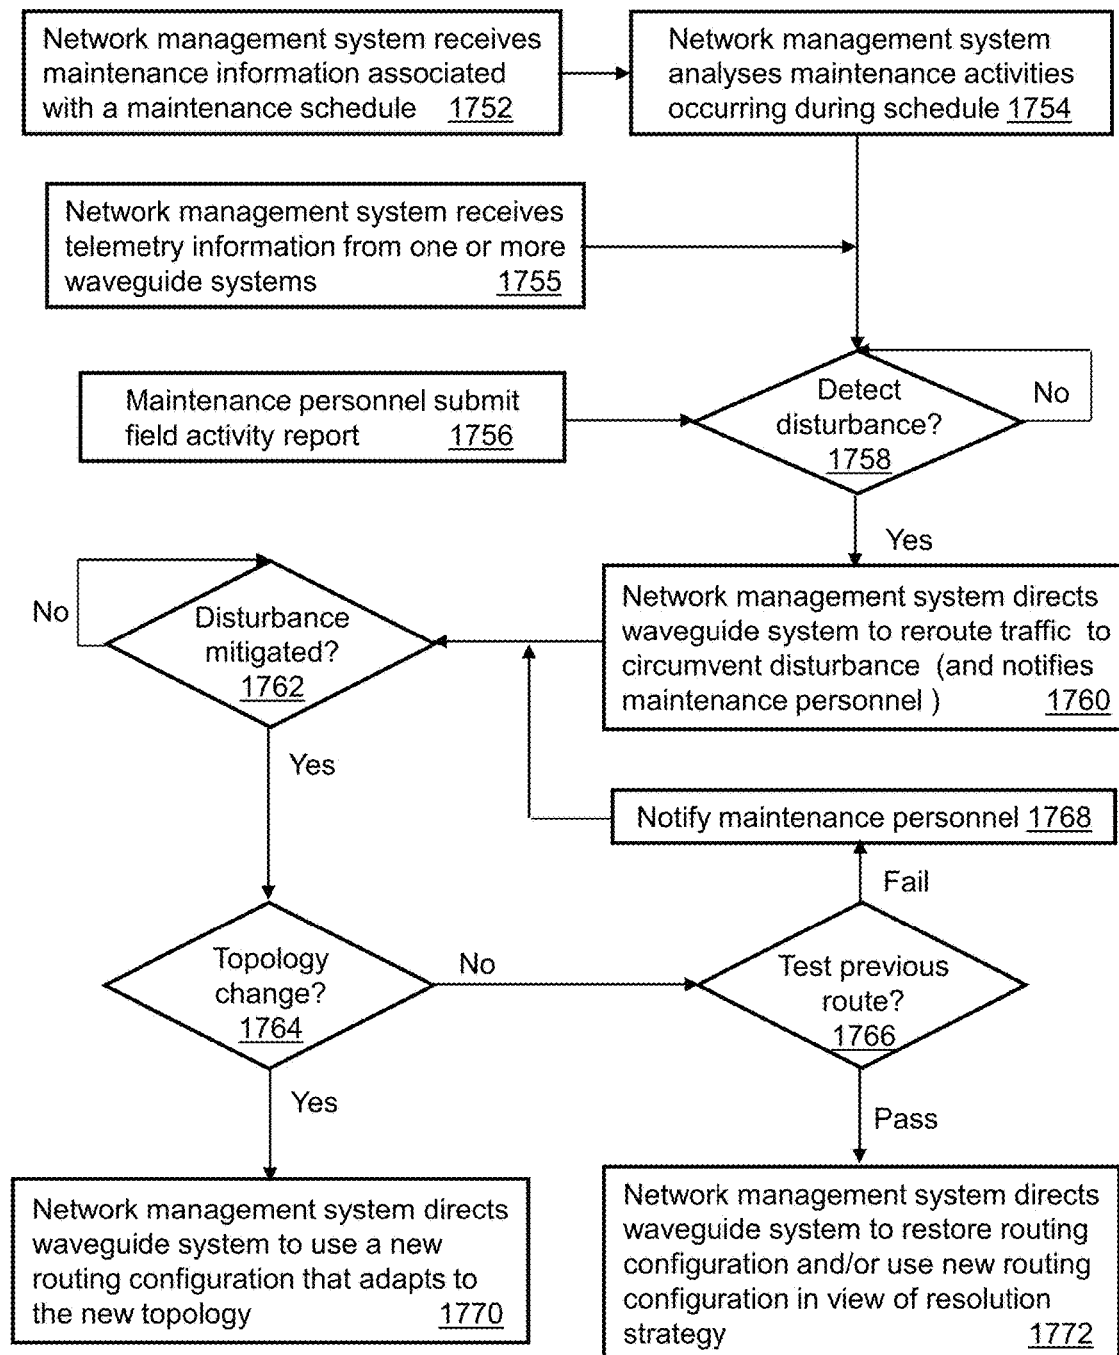 Network management system receives
maintenance information associated
with a maintenance schedule 1752
Network management system
analyses maintenance activities
occurring during schedule 1754
Network management system receives
telemetry information from one or more
waveguide systems 1755
Maintenance personnel submit
field activity report 1756
Detect
disturbance?
1758
No
Yes
Network management system directs
waveguide system to reroute traffic to
circumvent disturbance (and notifies
maintenance personnel ) 1760
No
Disturbance
mitigated?
1762
Yes
Notify maintenance personnel 1768
Fail
Topology
change?
1764
No
Test previous
route?
1766
Yes
Pass
Network management system directs
waveguide system to use a new
routing configuration that adapts to
the new topology 1770
Network management system directs
waveguide system to restore routing
configuration and/or use new routing
configuration in view of resolution
strategy 1772